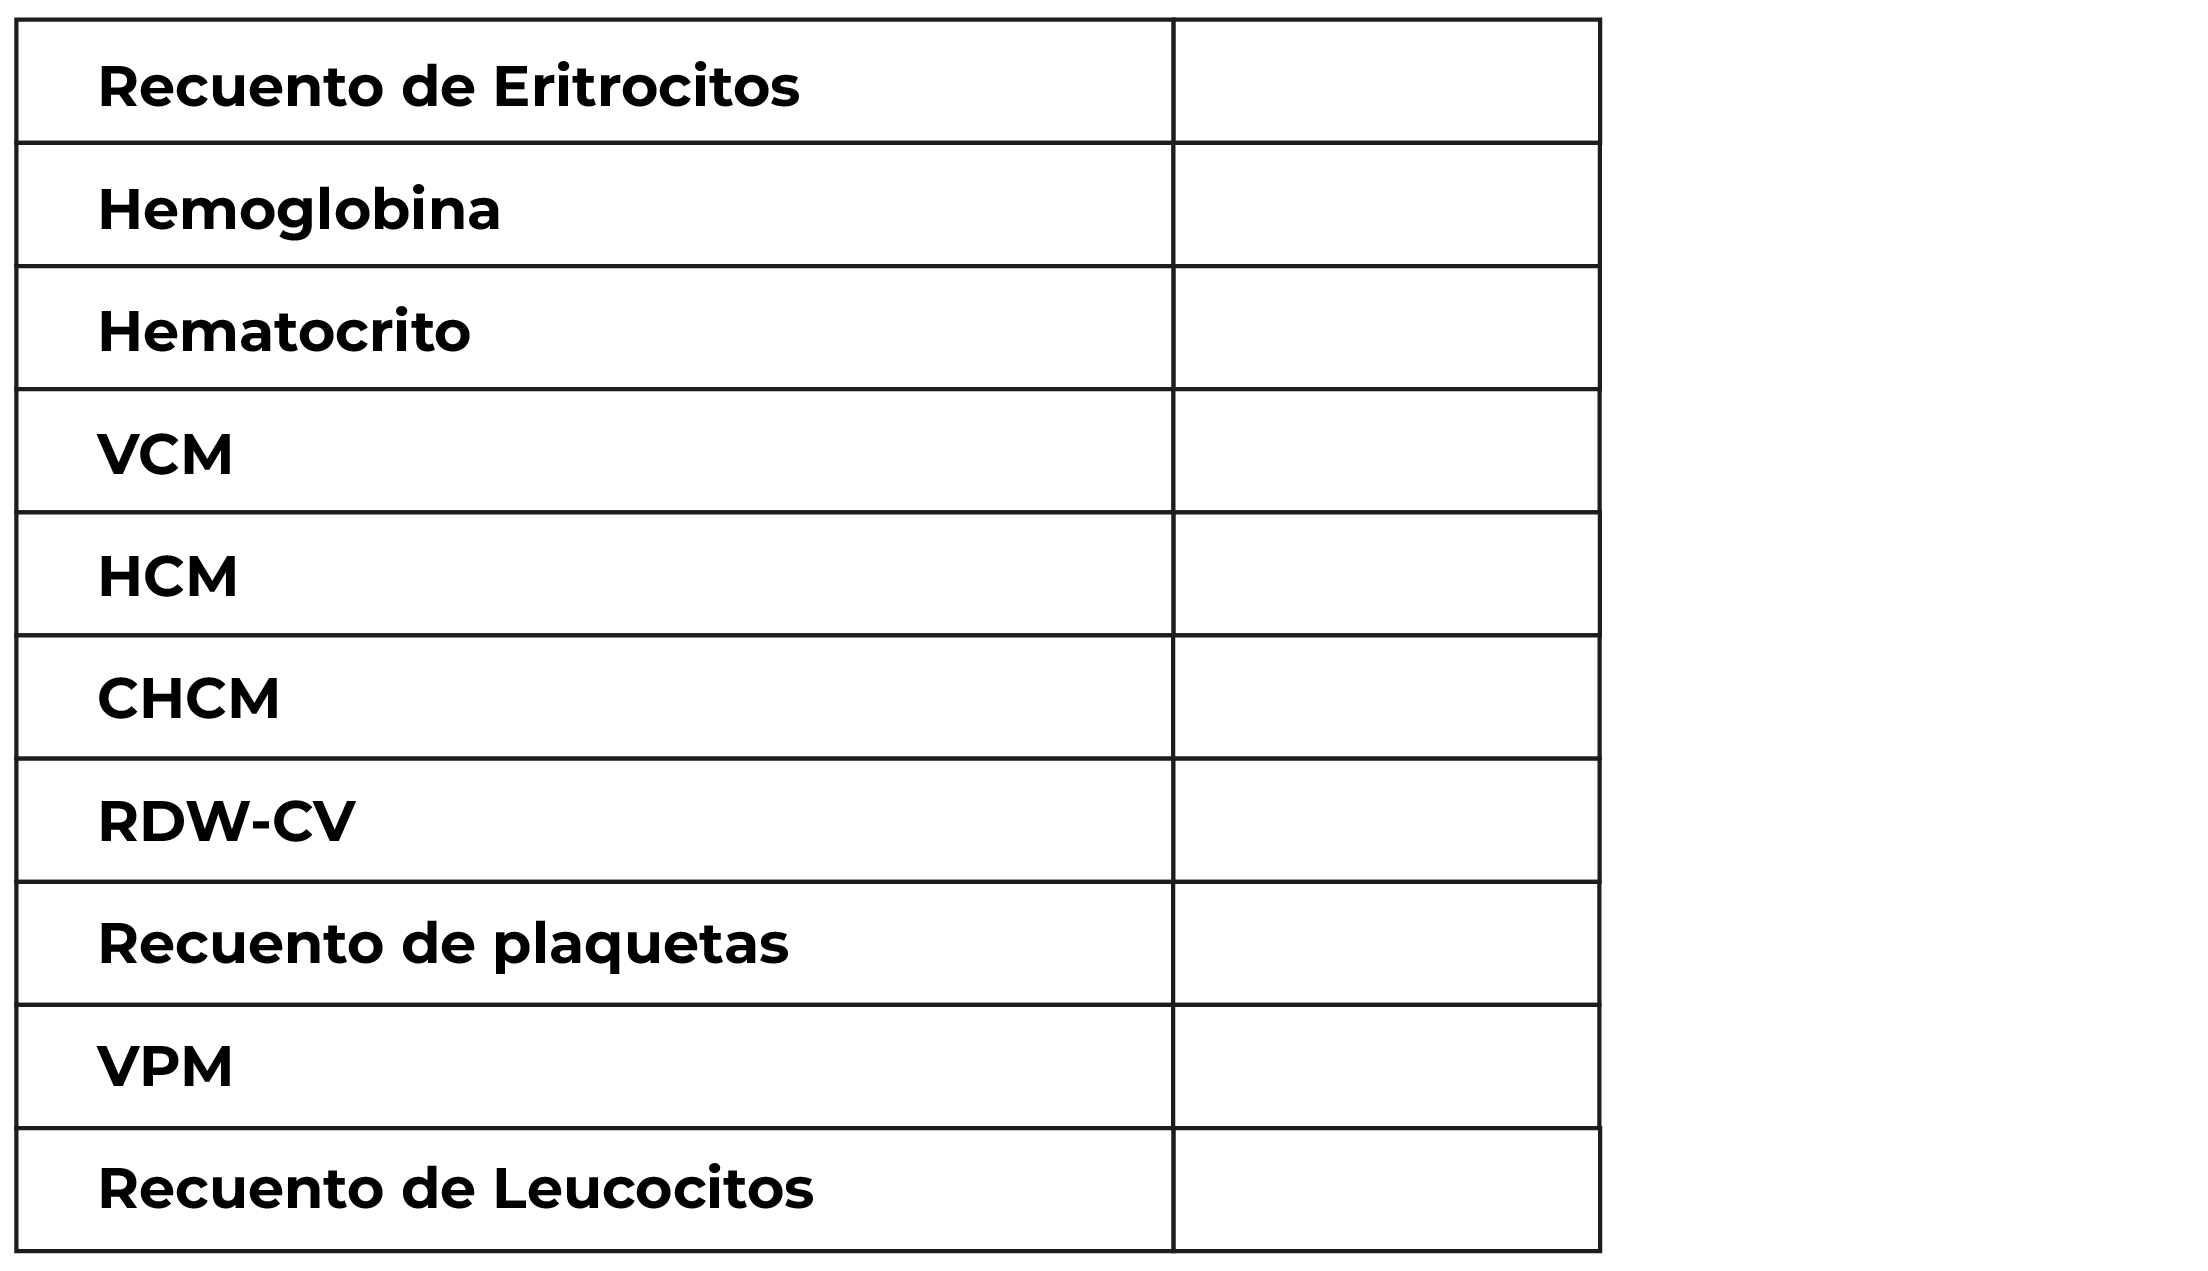 Recuento de Eritrocitos
Hemoglobina
Hematocrito
VCM
HCM
CHCM
RDW-CV
Recuento de plaquetas
VPM
Recuento de Leucocitos